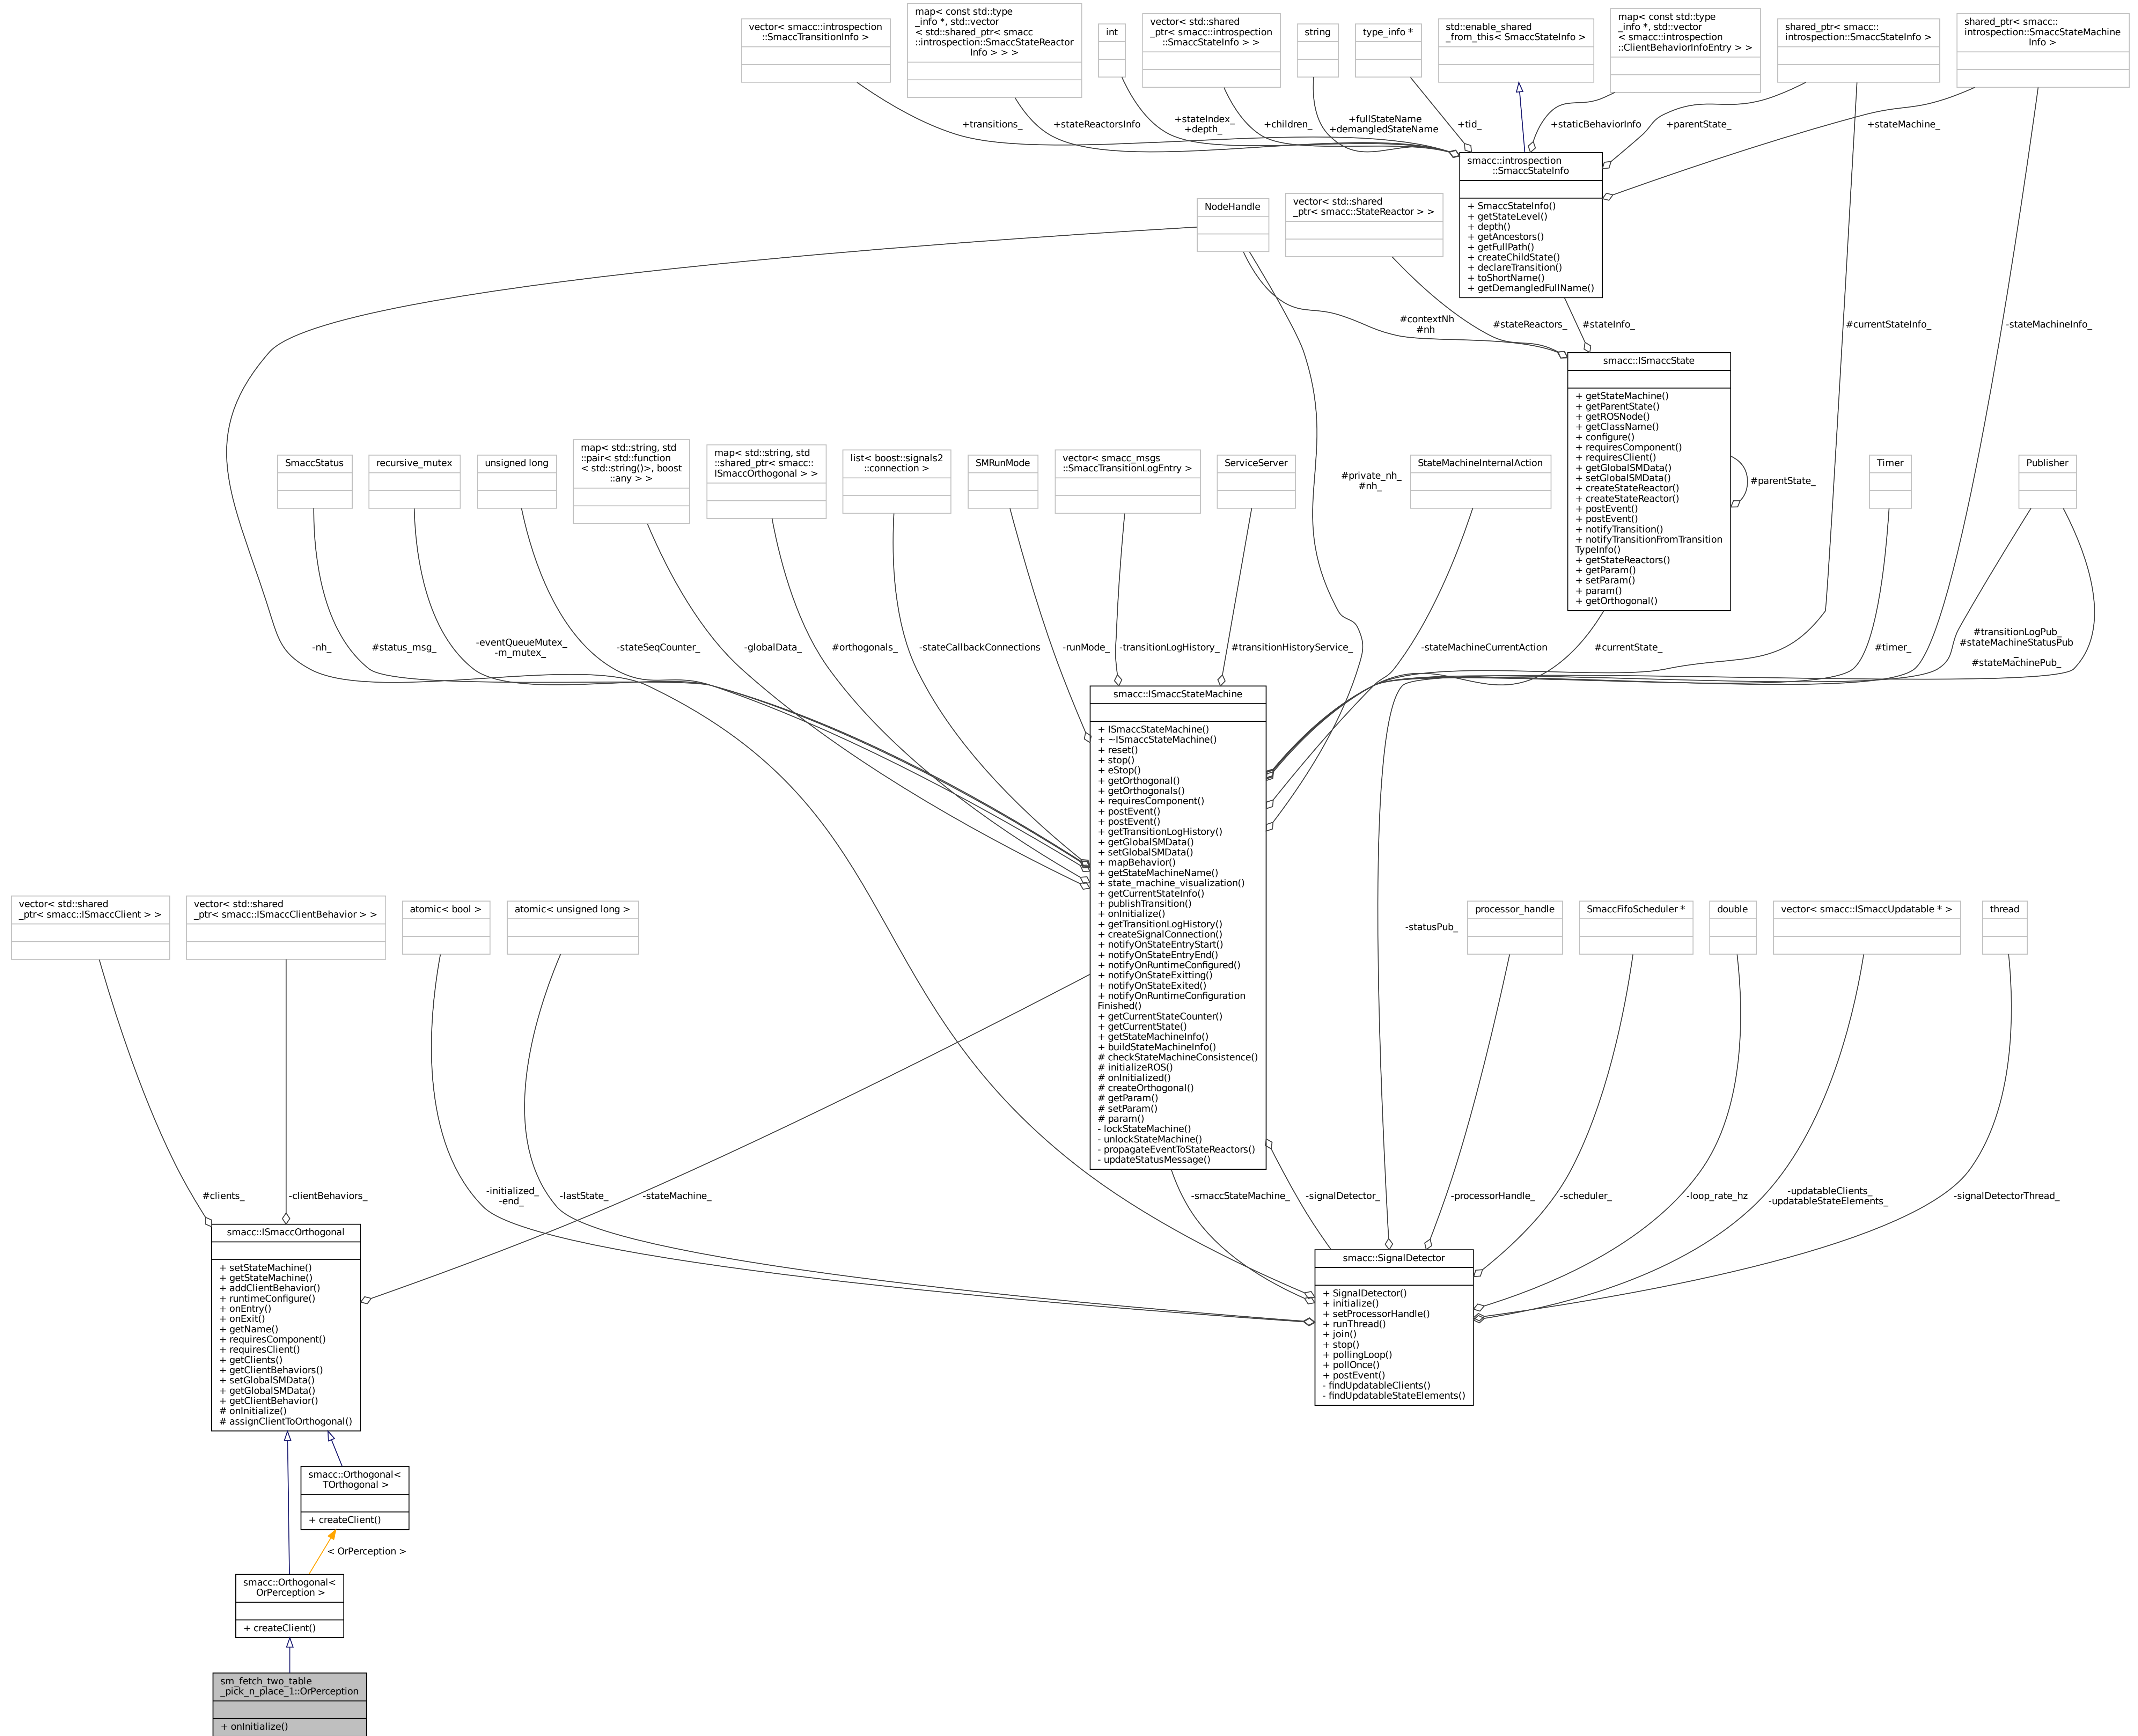 vector< smacc::introspection
::SmaccTransitionInfo >
map< const std::type
_info *, std::vector
< std::shared_ptr< smacc
::introspection::SmaccStateReactor
Info > > >
int
vector< std::shared
_ptr< smacc::introspection
::SmaccStateInfo > >
string
type_info *
std::enable_shared
_from_this< SmaccStateInfo >
map< const std::type
_info *, std::vector
< smacc::introspection
::ClientBehaviorInfoEntry > >
shared_ptr< smacc::
introspection::SmaccStateInfo >
shared_ptr< smacc::
introspection::SmaccStateMachine
Info >
+transitions_
+stateReactorsInfo
+stateIndex_
+depth_
+children_
+fullStateName
+demangledStateName
+tid_
+staticBehaviorInfo
+parentState_
+stateMachine_
smacc::introspection
::SmaccStateInfo
+ SmaccStateInfo()
+ getStateLevel()
+ depth()
+ getAncestors()
+ getFullPath()
+ createChildState()
+ declareTransition()
+ toShortName()
+ getDemangledFullName()
NodeHandle
vector< std::shared
_ptr< smacc::StateReactor > >
#contextNh
#nh
#stateReactors_
#stateInfo_
#currentStateInfo_
-stateMachineInfo_
smacc::ISmaccState
+ getStateMachine()
+ getParentState()
+ getROSNode()
+ getClassName()
+ configure()
+ requiresComponent()
+ requiresClient()
+ getGlobalSMData()
+ setGlobalSMData()
+ createStateReactor()
+ createStateReactor()
+ postEvent()
+ postEvent()
+ notifyTransition()
+ notifyTransitionFromTransition
TypeInfo()
+ getStateReactors()
+ getParam()
+ setParam()
+ param()
+ getOrthogonal()
#parentState_
SmaccStatus
recursive_mutex
unsigned long
map< std::string, std
::pair< std::function
< std::string()>, boost
::any > >
map< std::string, std
::shared_ptr< smacc::
ISmaccOrthogonal > >
list< boost::signals2
::connection >
SMRunMode
vector< smacc_msgs
::SmaccTransitionLogEntry >
ServiceServer
#private_nh_
#nh_
StateMachineInternalAction
Timer
Publisher
-nh_
#status_msg_
-eventQueueMutex_
-m_mutex_
-stateSeqCounter_
-globalData_
#orthogonals_
-stateCallbackConnections
-runMode_
-transitionLogHistory_
#transitionHistoryService_
-stateMachineCurrentAction
#currentState_
#timer_
#transitionLogPub_
#stateMachineStatusPub
_
#stateMachinePub_
smacc::ISmaccStateMachine
+ ISmaccStateMachine()
+ ~ISmaccStateMachine()
+ reset()
+ stop()
+ eStop()
+ getOrthogonal()
+ getOrthogonals()
+ requiresComponent()
+ postEvent()
+ postEvent()
+ getTransitionLogHistory()
+ getGlobalSMData()
+ setGlobalSMData()
+ mapBehavior()
+ getStateMachineName()
+ state_machine_visualization()
+ getCurrentStateInfo()
+ publishTransition()
+ onInitialize()
+ getTransitionLogHistory()
+ createSignalConnection()
+ notifyOnStateEntryStart()
+ notifyOnStateEntryEnd()
+ notifyOnRuntimeConfigured()
+ notifyOnStateExitting()
+ notifyOnStateExited()
+ notifyOnRuntimeConfiguration
Finished()
+ getCurrentStateCounter()
+ getCurrentState()
+ getStateMachineInfo()
+ buildStateMachineInfo()
# checkStateMachineConsistence()
# initializeROS()
# onInitialized()
# createOrthogonal()
# getParam()
# setParam()
# param()
- lockStateMachine()
- unlockStateMachine()
- propagateEventToStateReactors()
- updateStatusMessage()
vector< std::shared
_ptr< smacc::ISmaccClient > >
vector< std::shared
_ptr< smacc::ISmaccClientBehavior > >
atomic< bool >
atomic< unsigned long >
-statusPub_
processor_handle
SmaccFifoScheduler *
double
vector< smacc::ISmaccUpdatable * >
thread
#clients_
-clientBehaviors_
-initialized_
-end_
-lastState_
-stateMachine_
-smaccStateMachine_
-signalDetector_
-processorHandle_
-scheduler_
-loop_rate_hz
-updatableClients_
-updatableStateElements_
-signalDetectorThread_
smacc::ISmaccOrthogonal
+ setStateMachine()
+ getStateMachine()
+ addClientBehavior()
+ runtimeConfigure()
+ onEntry()
+ onExit()
+ getName()
+ requiresComponent()
+ requiresClient()
+ getClients()
+ getClientBehaviors()
+ setGlobalSMData()
+ getGlobalSMData()
+ getClientBehavior()
# onInitialize()
# assignClientToOrthogonal()
smacc::SignalDetector
+ SignalDetector()
+ initialize()
+ setProcessorHandle()
+ runThread()
+ join()
+ stop()
+ pollingLoop()
+ pollOnce()
+ postEvent()
- findUpdatableClients()
- findUpdatableStateElements()
smacc::Orthogonal<
TOrthogonal >
+ createClient()
< OrPerception >
smacc::Orthogonal<
OrPerception >
+ createClient()
sm_fetch_two_table
_pick_n_place_1::OrPerception
+ onInitialize()